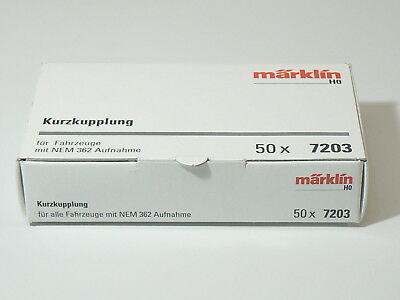 märklin
H0
Kurzkupplung
für Fahrzeuge
mit NEM 362 Aufnahme
50 x 7203
märklin
H0
Kurzkupplung
für alle Fahrzeuge mit NEM 362 Aufnahme
50 x 7203